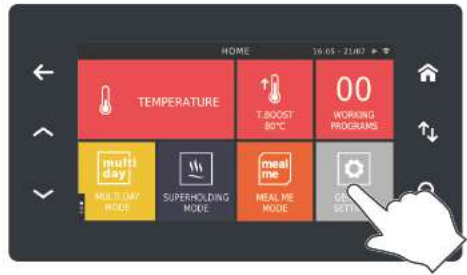 HOME
16:05 - 21/07
TEMPERATURE
T.BOOST
80°C
00
WORKING
PROGRAMS
multi
day
MULTI.DAY
MODE
SUPERHOLDING
MODE
meal
me
MEAL ME
MODE